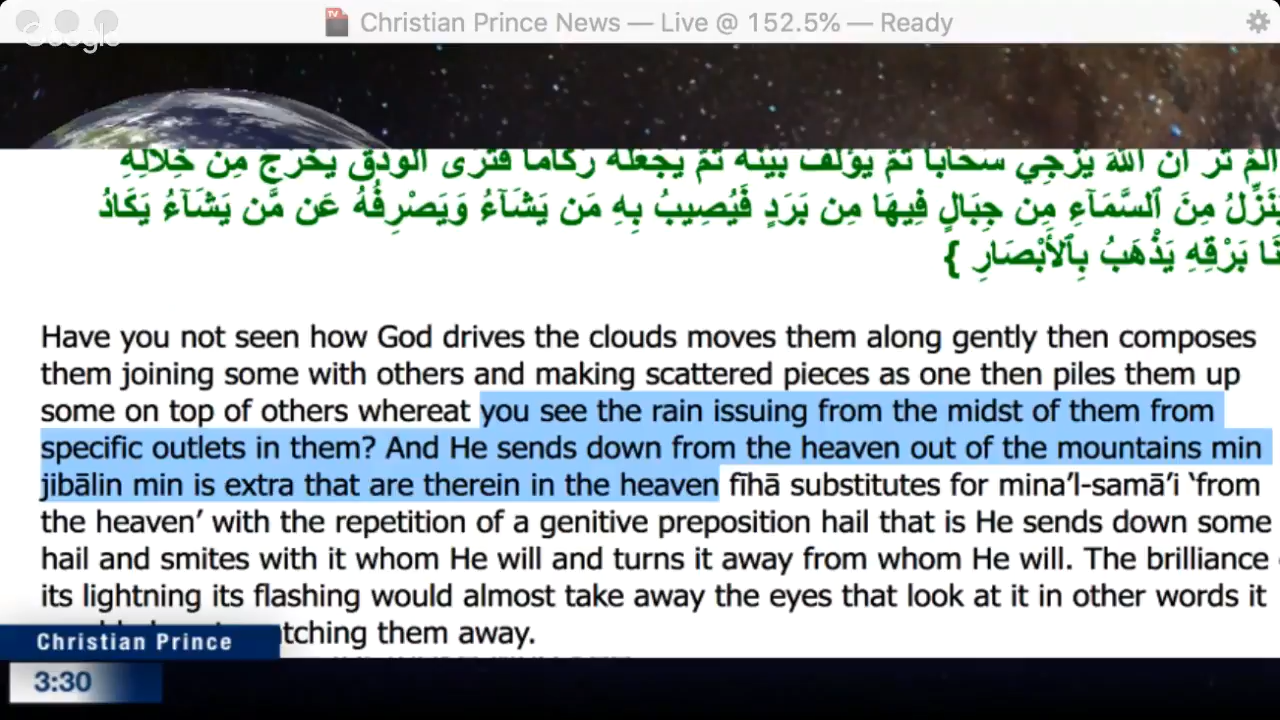 Christian Prince News — Live @ 152.5% — Ready
Google
TV
أَلَمْ تَرَ أَنَّ ٱللَّهَ يُزْجِي سَحَاباً ثُمَّ يُؤَلِّفُ بَيْنَهُ ثُمَّ يَجْعَلُهُ رُكَاماً فَتَرَى ٱلْوَدْقَ يَخْرُجُ مِنْ خِلاَلِهِ
مِنَ ٱلسَّمَآءِ مِن جِبَالٍ فِيهَا مِن بَرَدٍ فَيُصِيبُ بِهِ مَن يَشَآءُ وَيَصْرِفُهُ عَن مَّن يَشَآءُ يَكَادُ
بَرْقِهِ يَذْهَبُ بِٱلأَبْصَارِ }
Have you not seen how God drives the clouds moves them along gently then composes
them joining some with others and making scattered pieces as one then piles them up
some on top of others whereat you see the rain issuing from the midst of them from
specific outlets in them? And He sends down from the heaven out of the mountains min
jibālin min is extra that are therein in the heaven fīhā substitutes for mina’l-samā’i ‘from
the heaven’ with the repetition of a genitive preposition hail that is He sends down some
hail and smites with it whom He will and turns it away from whom He will. The brilliance
its lightning its flashing would almost take away the eyes that look at it in other words it
them away.
Christian Prince
3:30